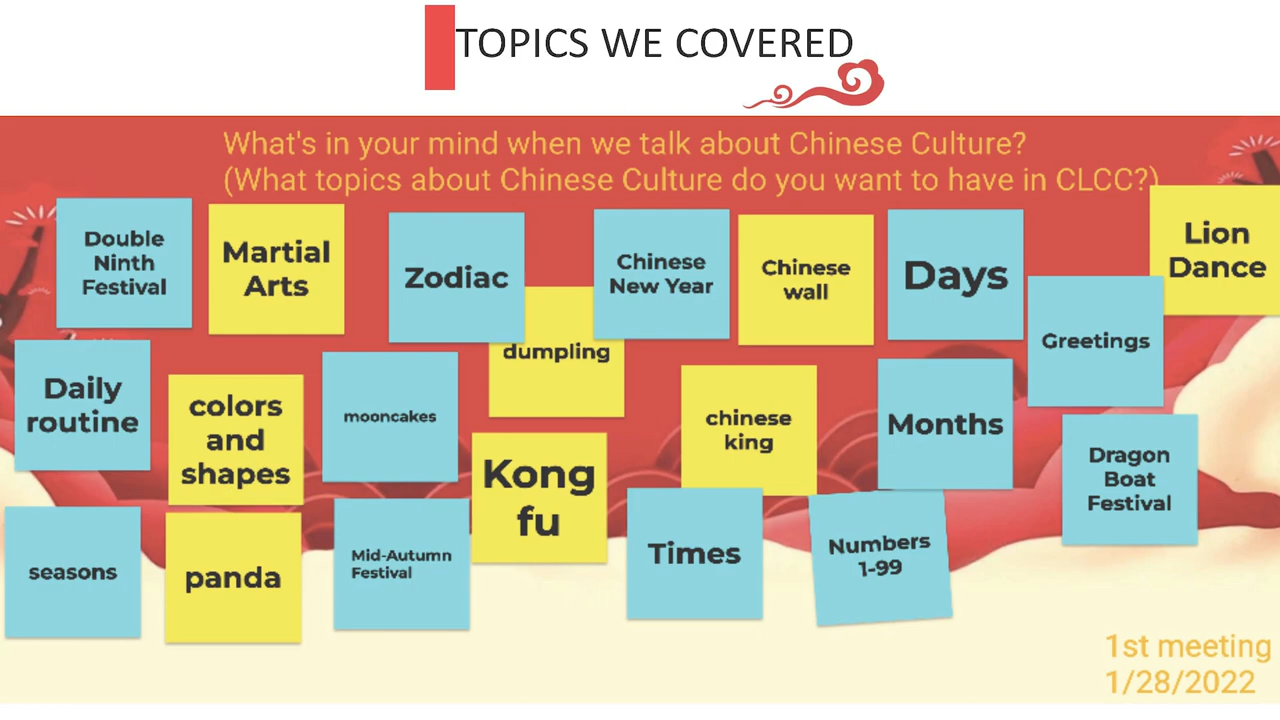 TOPICS WE COVERED
What's in your mind when we talk about Chinese Culture?
(What topics about Chinese Culture do you want to have in CLCC?)
Double
Ninth
Festival
Martial
Arts
Zodiac
Chinese
New Year
Chinese
wall
Days
Lion
Dance
Greetings
dumpling
Daily
routine
colors
and
shapes
mooncakes
chinese
king
Months
Kong
fu
Dragon
Boat
Festival
seasons
panda
Mid-Autumn
Festival
Times
Numbers
1-99
1st meeting
1/28/2022